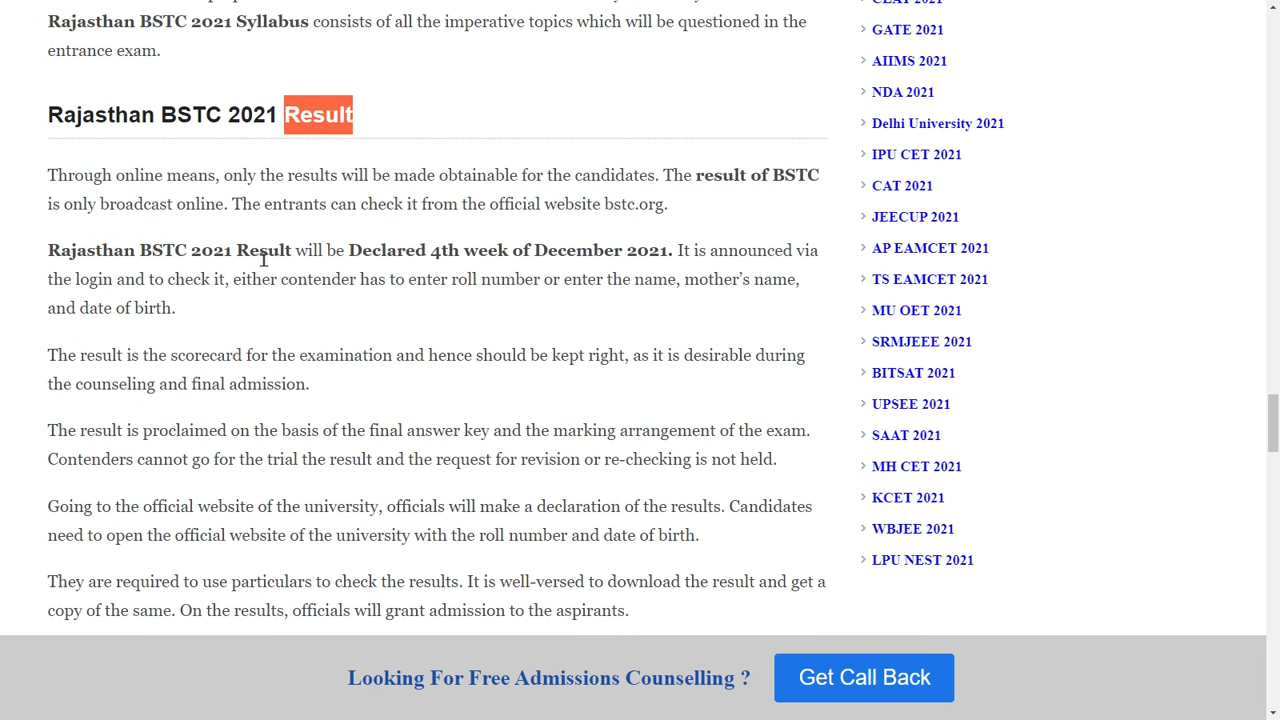 Rajasthan BSTC 2021 Syllabus consists of all the imperative topics which will be questioned in the
entrance exam.
Rajasthan BSTC 2021 Result
Through online means, only the results will be made obtainable for the candidates. The result of BSTC
is only broadcast online. The entrants can check it from the official website bstc.org.
Rajasthan BSTC 2021 Result will be Declared 4th week of December 2021. It is announced via
the login and to check it, either contender has to enter roll number or enter the name, mother’s name,
and date of birth.
The result is the scorecard for the examination and hence should be kept right, as it is desirable during
the counseling and final admission.
The result is proclaimed on the basis of the final answer key and the marking arrangement of the exam.
Contenders cannot go for the trial the result and the request for revision or re-checking is not held.
Going to the official website of the university, officials will make a declaration of the results. Candidates
need to open the official website of the university with the roll number and date of birth.
They are required to use particulars to check the results. It is well-versed to download the result and get a
copy of the same. On the results, officials will grant admission to the aspirants.
GATE 2021
AIIMS 2021
NDA 2021
Delhi University 2021
IPU CET 2021
CAT 2021
JEECUP 2021
AP EAMCET 2021
TS EAMCET 2021
MU OET 2021
SRMJEEE 2021
BITSAT 2021
UPSEE 2021
SAAT 2021
MH CET 2021
KCET 2021
WBJEE 2021
LPU NEST 2021
Looking For Free Admissions Counselling ?
Get Call Back